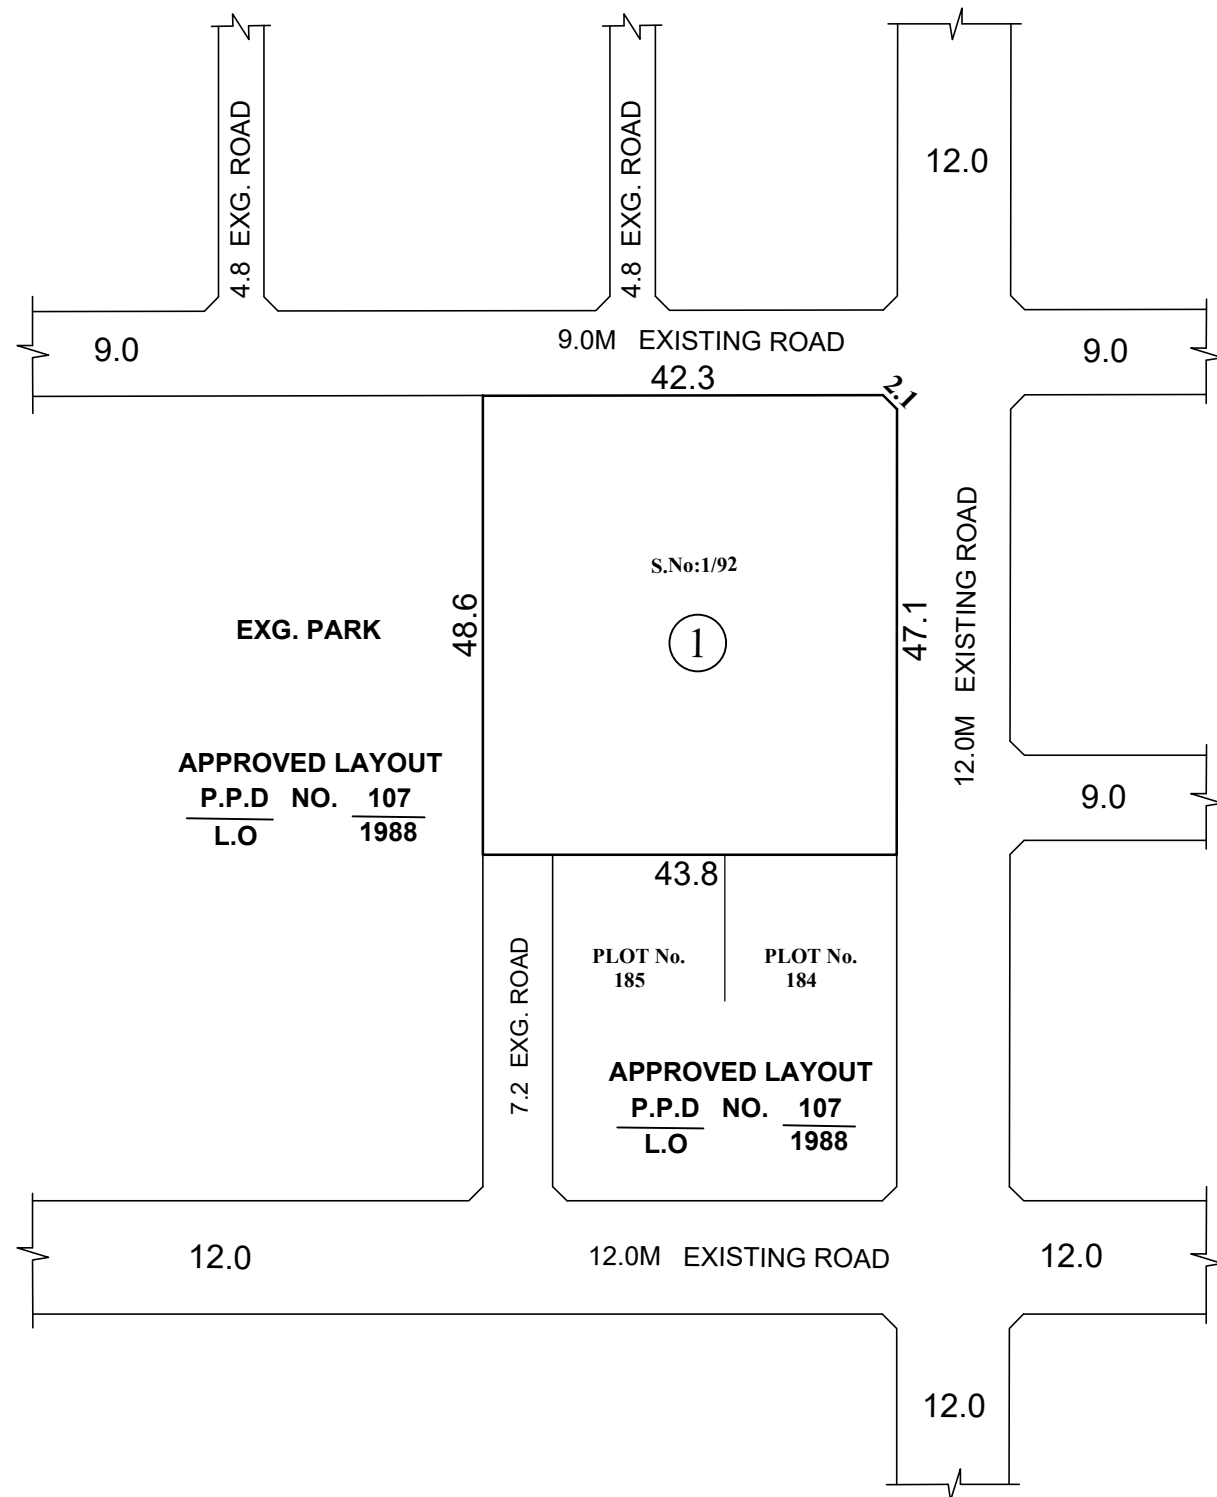 4.8 EXG. ROAD
4.8 EXG. ROAD
12.0
9.0
9.0M EXISTING ROAD
9.0
42.3
2.1
S.No:1/92
1
48.6
47.1
12.0M EXISTING ROAD
EXG. PARK
APPROVED LAYOUT
P.P.D NO. 107
L.O 1988
9.0
43.8
7.2 EXG. ROAD
PLOT No.
185
PLOT No.
184
APPROVED LAYOUT
P.P.D NO. 107
L.O 1988
12.0
12.0M EXISTING ROAD
12.0
12.0